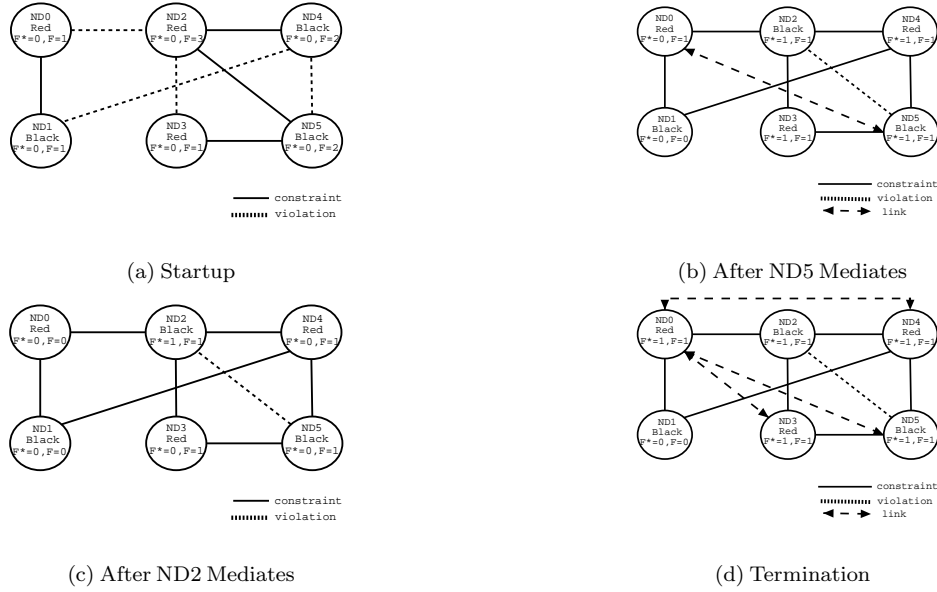 ND0
Red
F*=0,F=1
ND2
Red
F*=0,F=3
ND4
Black
F*=0,F=2
ND1
Black
F*=0,F=1
ND3
Red
F*=0,F=1
ND5
Black
F*=0,F=2
constraint
violation
(a) Startup
ND0
Red
F*=0,F=1
ND2
Black
F*=1,F=1
ND4
Red
F*=1,F=1
ND1
Black
F*=0,F=0
ND3
Red
F*=1,F=1
ND5
Black
F*=1,F=1
constraint
violation
link
(b) After ND5 Mediates
ND0
Red
F*=0,F=0
ND2
Black
F*=1,F=1
ND4
Red
F*=0,F=1
ND1
Black
F*=0,F=0
ND3
Red
F*=0,F=1
ND5
Black
F*=0,F=1
constraint
violation
(c) After ND2 Mediates
ND0
Red
F*=1,F=1
ND2
Black
F*=1,F=1
ND4
Red
F*=1,F=1
ND1
Black
F*=0,F=0
ND3
Red
F*=1,F=1
ND5
Black
F*=1,F=1
constraint
violation
link
(d) Termination